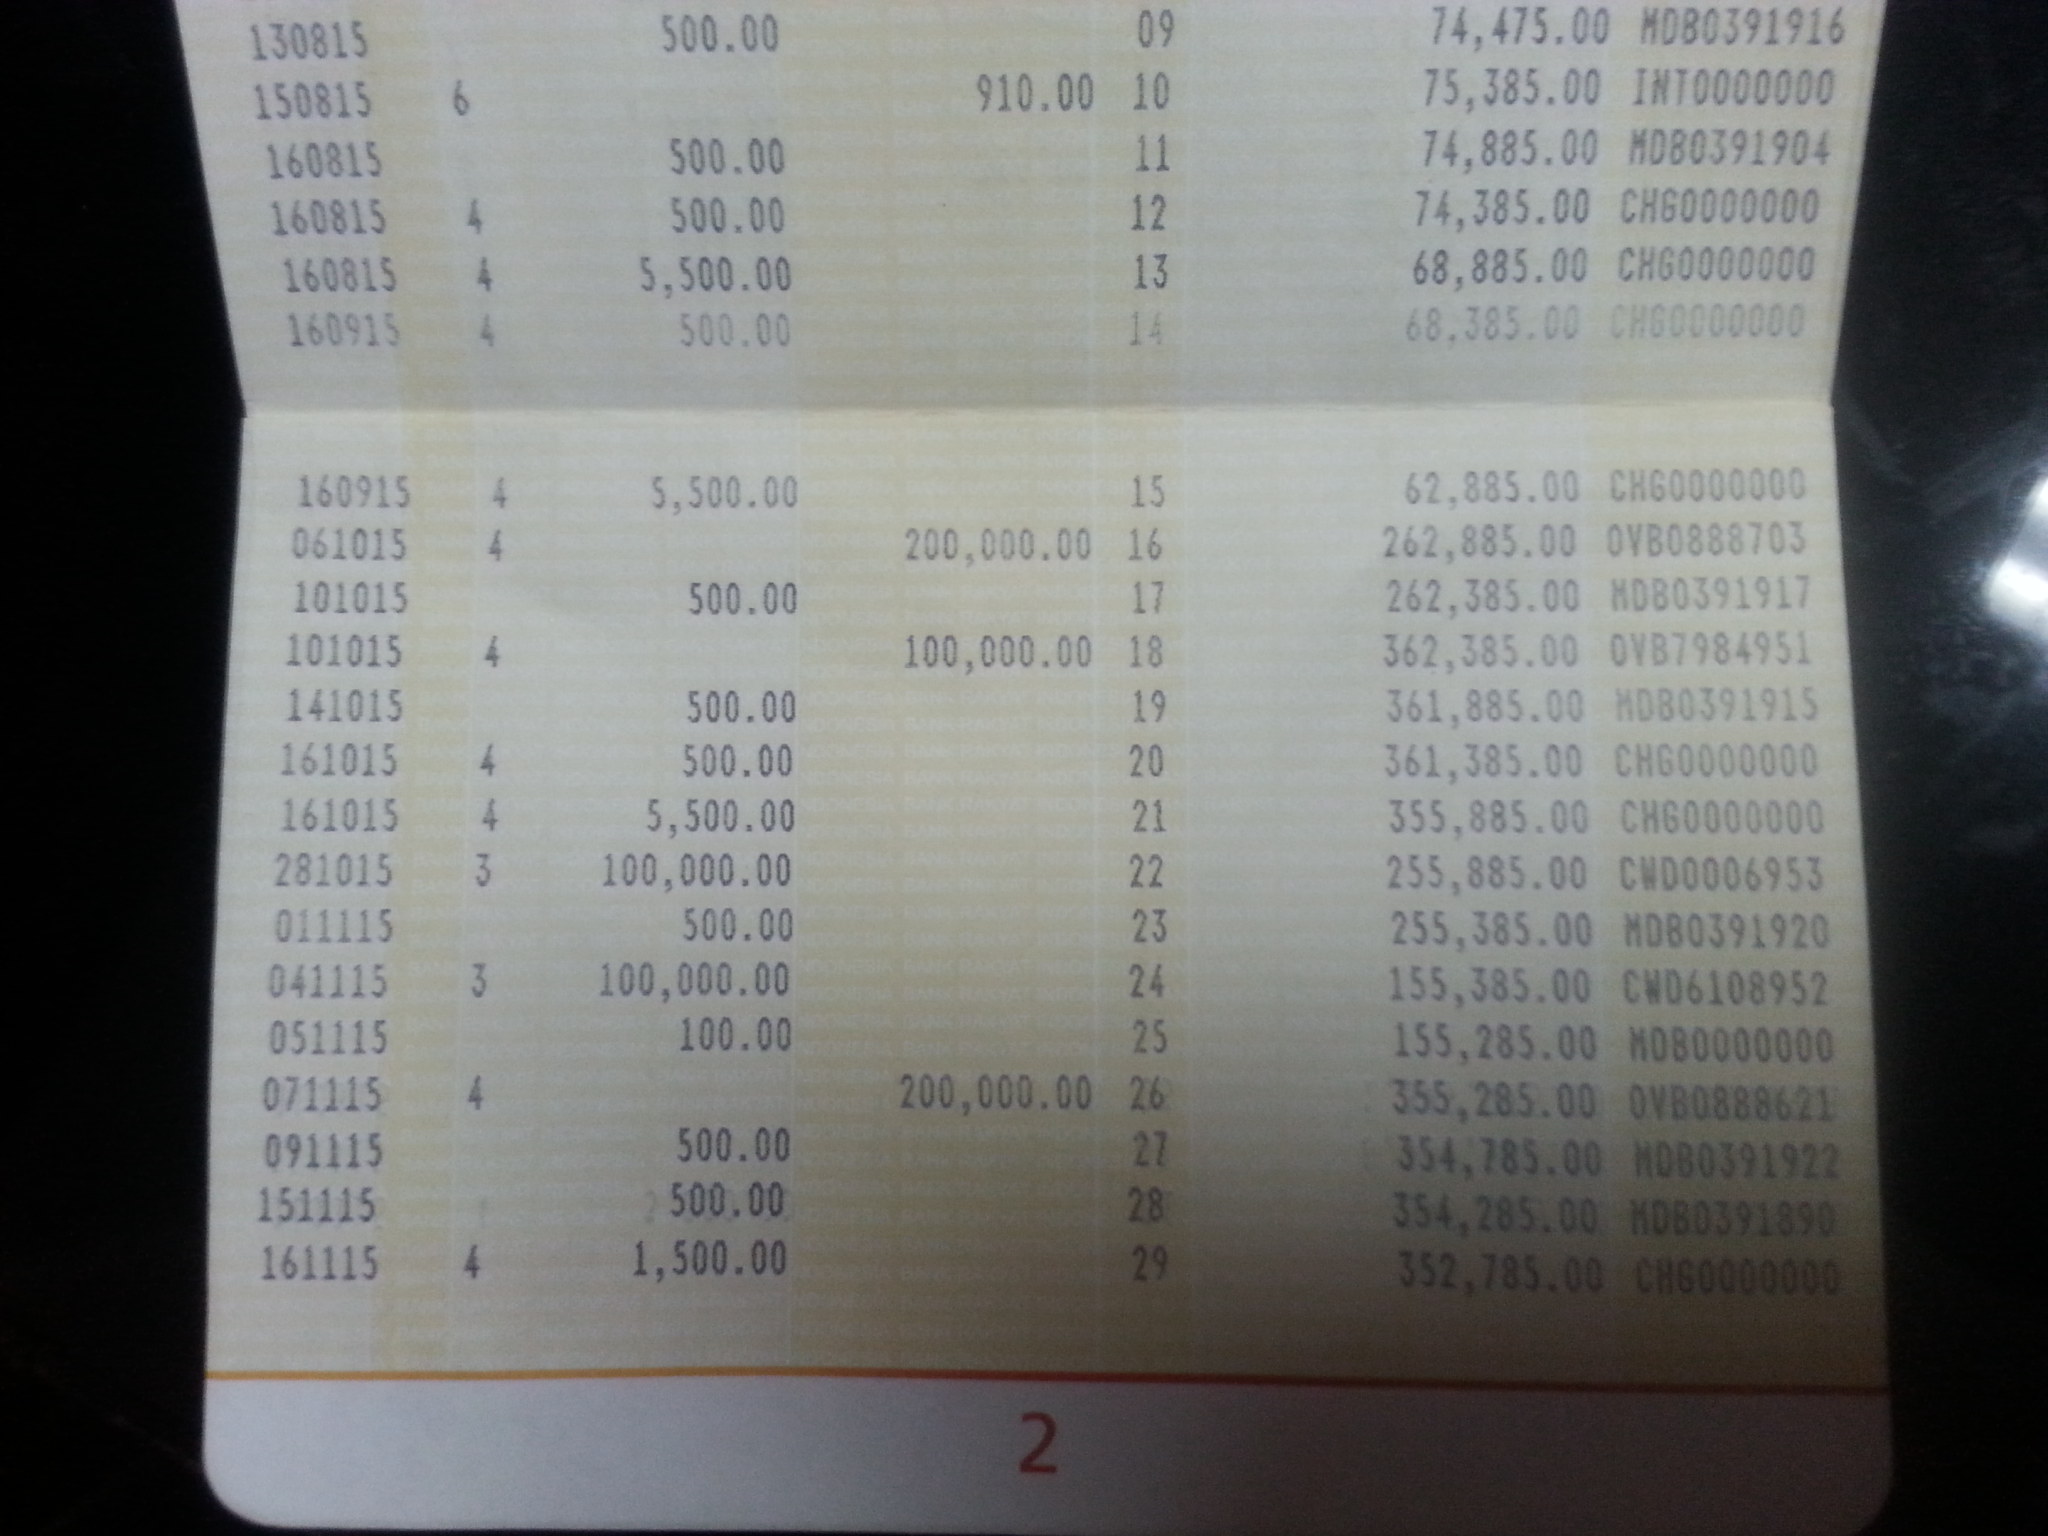 130815 500.00 09 74,475.00 MDB0391916
150815 6 910.00 10 75,385.00 INT0000000
160815 500.00 11 74,885.00 MDB0391904
160815 4 500.00 12 74,385.00 CHG0000000
160815 4 5,500.00 13 68,885.00 CHG0000000
160915 4 500.00 14 68,385.00 CHG0000000
160915 4 5,500.00 15 62,885.00 CHG0000000
061015 4 200,000.00 16 262,885.00 OVB0888703
101015 500.00 17 262,385.00 MDB0391917
101015 4 100,000.00 18 362,385.00 OVB7984951
141015 500.00 19 361,885.00 MDB0391915
161015 4 500.00 20 361,385.00 CHG0000000
161015 4 5,500.00 21 355,885.00 CHG0000000
281015 3 100,000.00 22 255,885.00 CWD0006953
011115 500.00 23 255,385.00 MDB0391920
041115 3 100,000.00 24 155,385.00 CWD6108952
051115 100.00 25 155,285.00 MDB0000000
071115 4 200,000.00 26 355,285.00 OVB0888621
091115 500.00 27 354,785.00 MDB0391922
151115 500.00 28 354,285.00 MDB0391890
161115 4 1,500.00 29 352,785.00 CHG0000000
2